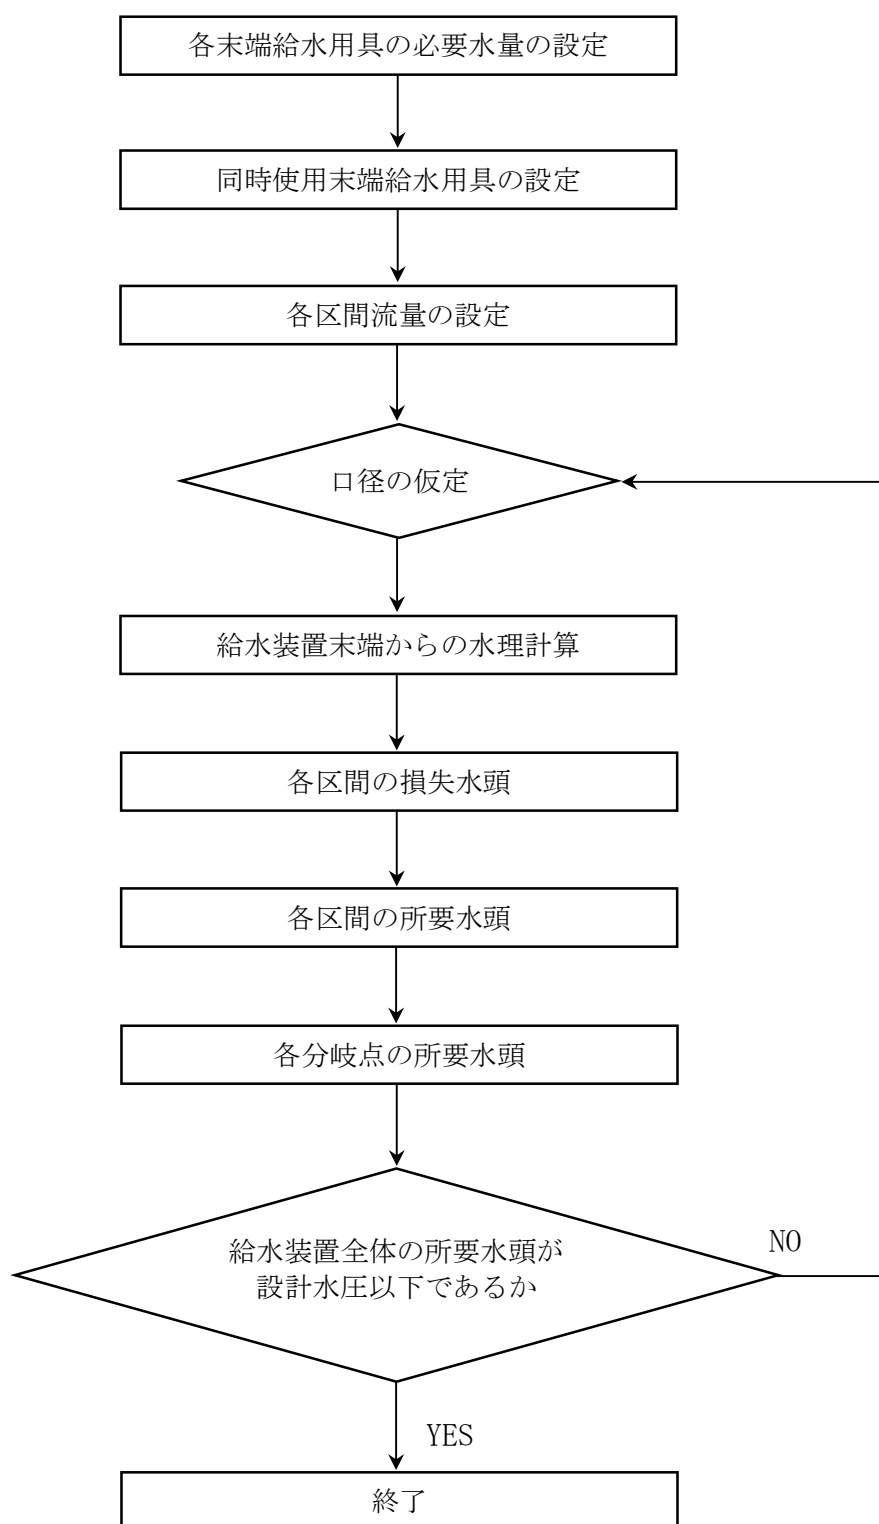 各末端給水用具の必要水量の設定
同時使用末端給水用具の設定
各区間流量の設定
口径の仮定
給水装置末端からの水理計算
各区間の損失水頭
各区間の所要水頭
各分岐点の所要水頭
給水装置全体の所要水頭が
設計水圧以下であるか
NO
YES
終了